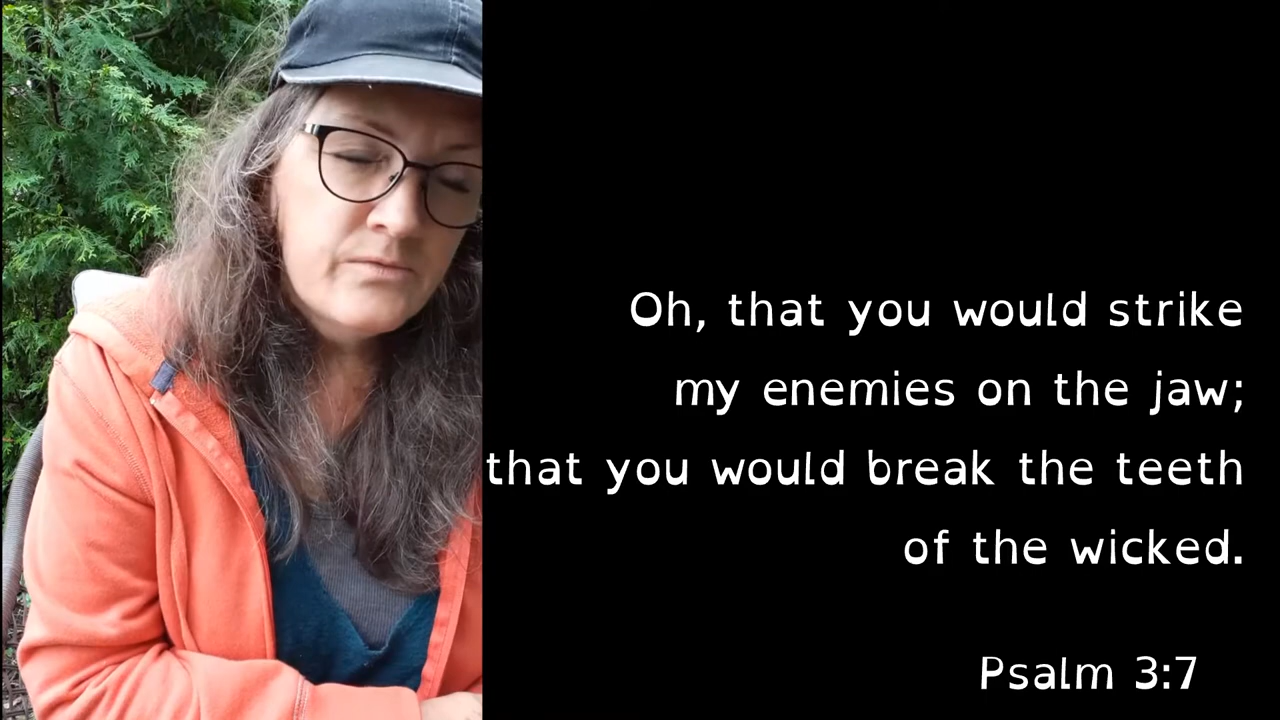 Oh, that you would strike
my enemies on the jaw;
that you would break the teeth
of the wicked.
Psalm 3:7